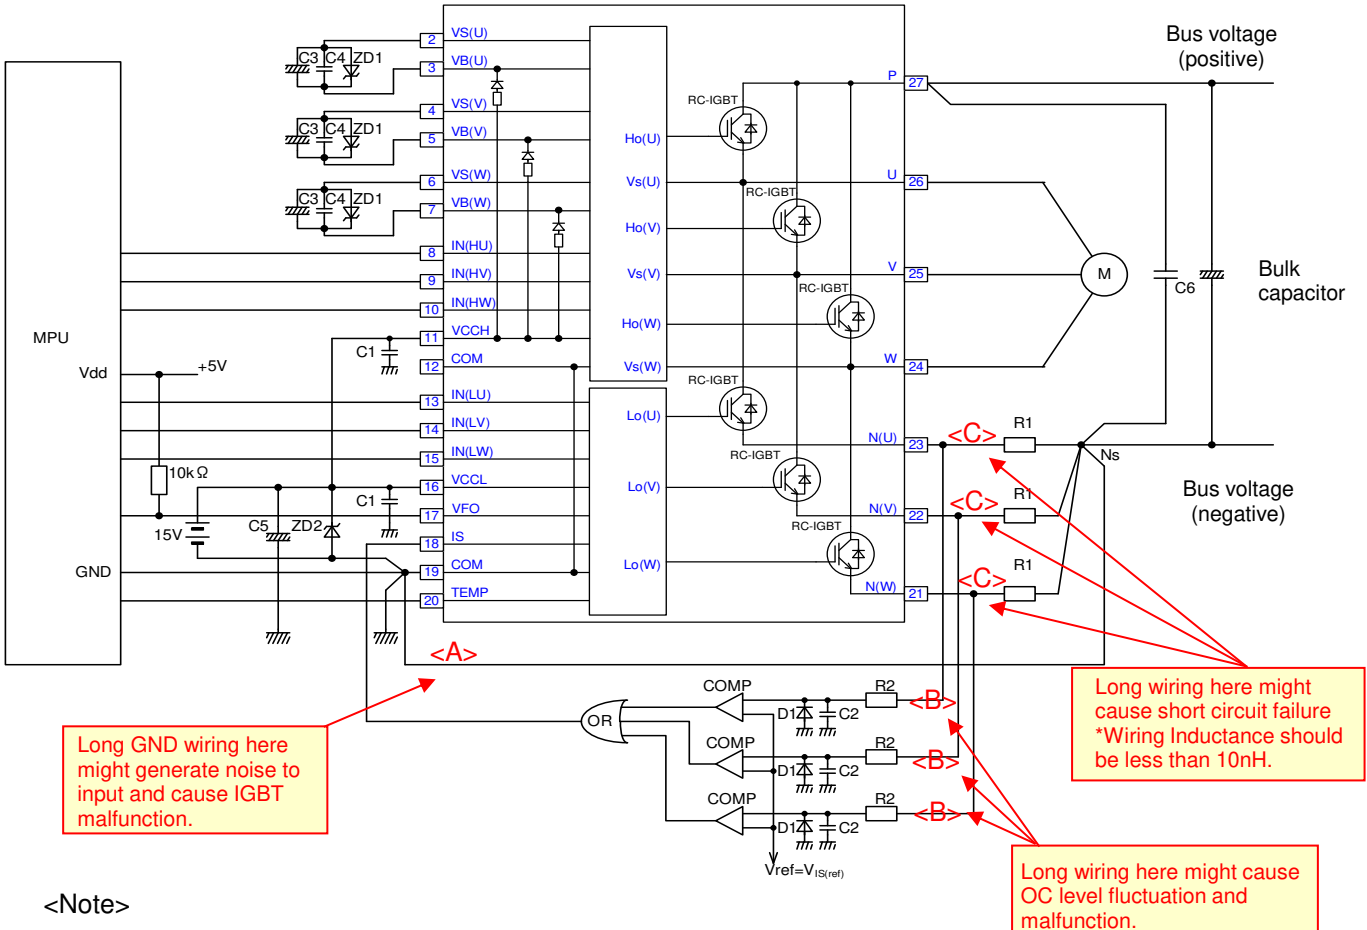 VS(U)
2
C3 C4 ZD1
VB(U)
3
VS(V)
4
C3 C4 ZD1
VB(V)
5
VS(W)
6
C3 C4 ZD1
VB(W)
7
IN(HU)
8
IN(HV)
9
IN(HW)
10
VCCH
11
C1
COM
12
MPU
Vdd
+5V
IN(LU)
13
IN(LV)
14
IN(LW)
15
10kΩ
VCCL
16
C1
VFO
17
15V
C5
ZD2
IS
18
GND
COM
19
TEMP
20
Ho(U)
Vs(U)
Ho(V)
Vs(V)
Ho(W)
Vs(W)
Lo(U)
Lo(V)
Lo(W)
RC-IGBT
RC-IGBT
RC-IGBT
RC-IGBT
RC-IGBT
RC-IGBT
P
27
U
26
V
25
W
24
N(U)
23
N(V)
22
N(W)
21
Bus voltage
(positive)
M
C6
Bulk
capacitor
<C>
R1
Ns
<C>
R1
<C>
R1
Bus voltage
(negative)
<A>
Long GND wiring here
might generate noise to
input and cause IGBT
malfunction.
OR
COMP
D1
C2
R2
<B>
COMP
D1
C2
R2
<B>
COMP
D1
C2
R2
<B>
Vref=VIS(ref)
Long wiring here might
cause short circuit failure
*Wiring Inductance should
be less than 10nH.
Long wiring here might cause
OC level fluctuation and
malfunction.
<Note>